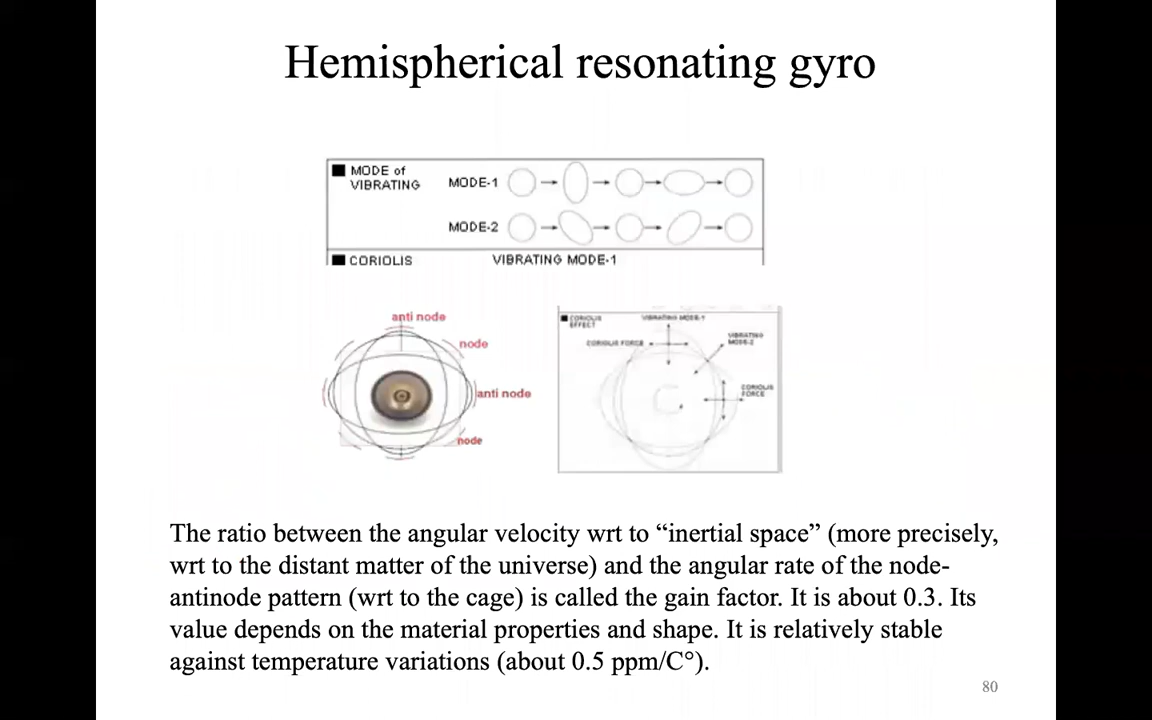 Hemispherical resonating gyro
MODE of
VIBRATING
MODE-1
MODE-2
CORIOLIS
VIBRATING MODE-1
anti node
node
anti node
node
CORIOLIS
EFFECT
VIBRATING MODE-1
CORIOLIS FORCE
VIBRATING
MODE-2
CORIOLIS
FORCE
The ratio between the angular velocity wrt to “inertial space” (more precisely,
wrt to the distant matter of the universe) and the angular rate of the node-
antinode pattern (wrt to the cage) is called the gain factor. It is about 0.3. Its
value depends on the material properties and shape. It is relatively stable
against temperature variations (about 0.5 ppm/C°).
80